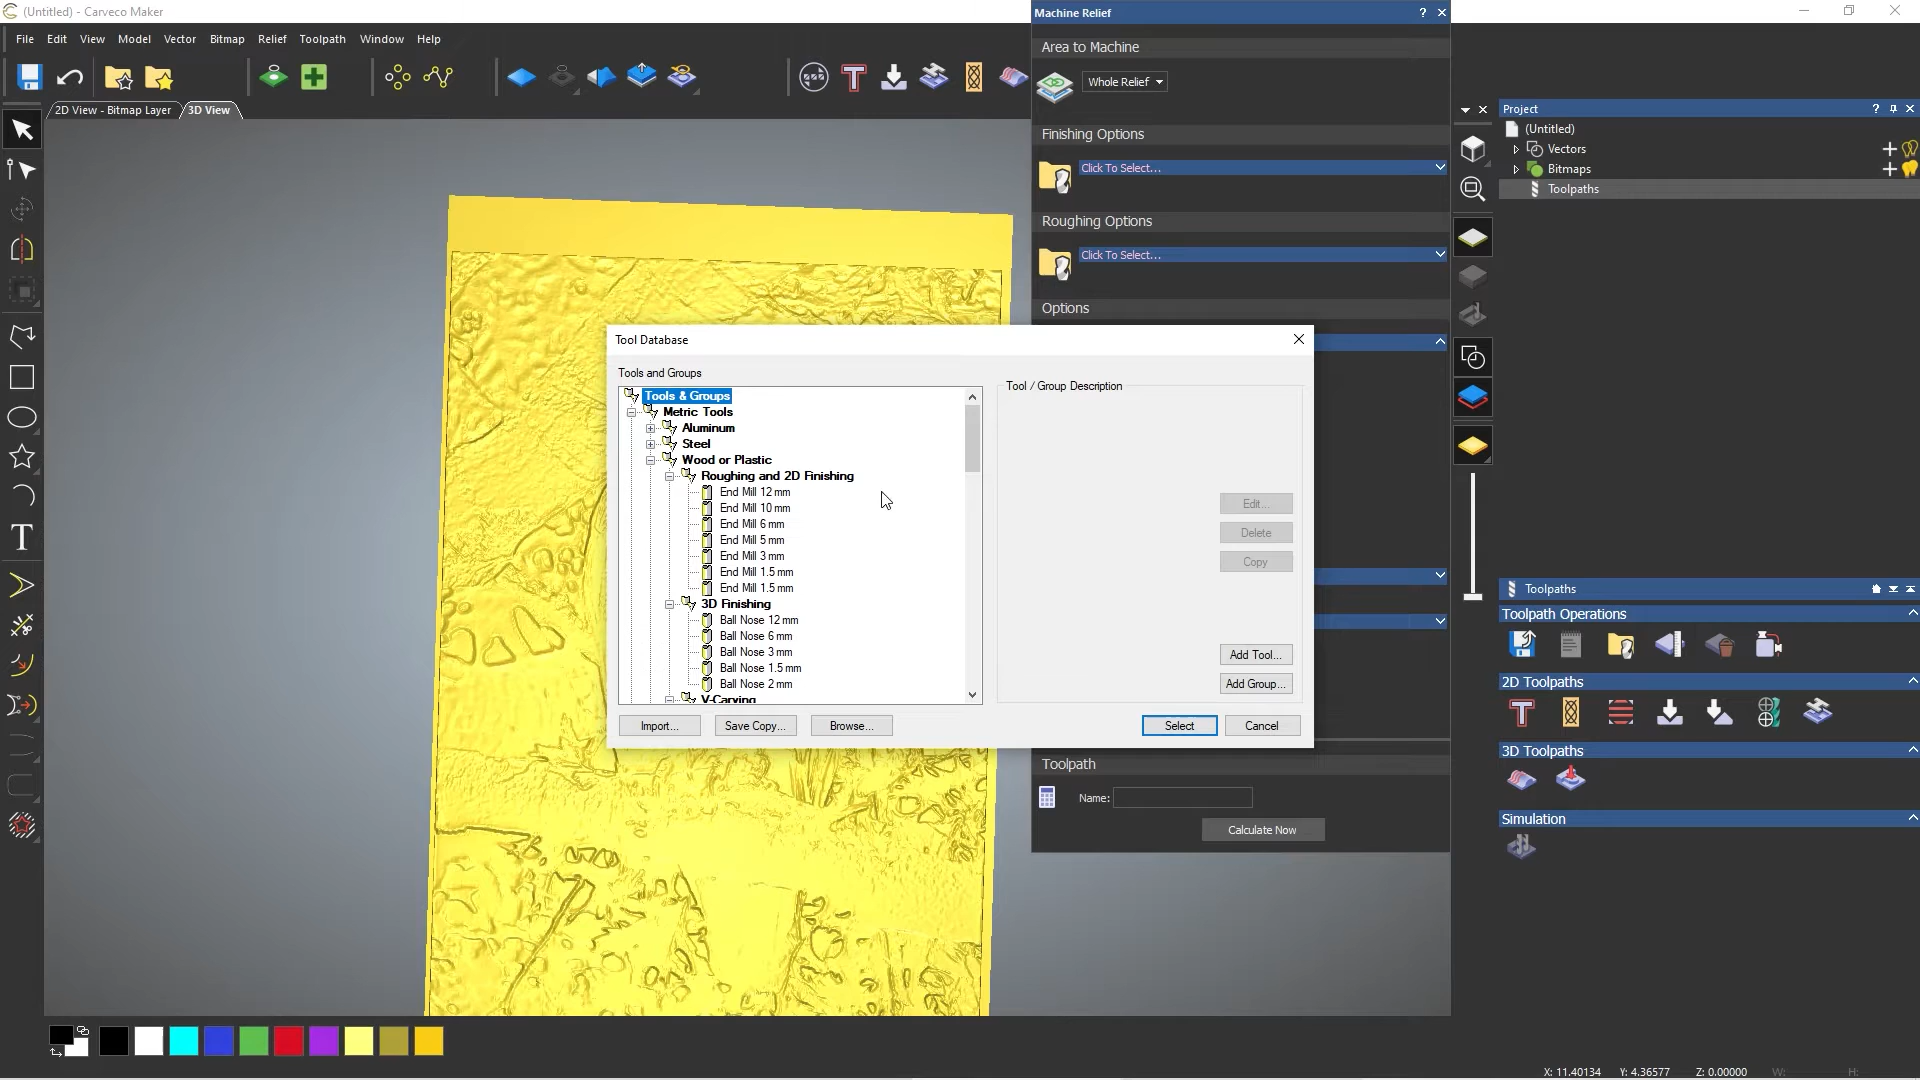 (Untitled) - Carveco Maker
File Edit View Model Vector Bitmap Relief Toolpath Window Help
2D View - Bitmap Layer
3D View
Machine Relief
Area to Machine
Whole Relief
Finishing Options
Click To Select...
Roughing Options
Click To Select...
Options
Tool Database
Tools and Groups
Tools & Groups
Metric Tools
Aluminum
Steel
Wood or Plastic
Roughing and 2D Finishing
End Mill 12 mm
End Mill 10 mm
End Mill 6 mm
End Mill 5 mm
End Mill 3 mm
End Mill 1.5 mm
End Mill 1.5 mm
3D Finishing
Ball Nose 12 mm
Ball Nose 6 mm
Ball Nose 3 mm
Ball Nose 1.5 mm
Ball Nose 2 mm
V-Carving
Tool / Group Description
Edit...
Delete
Copy
Add Tool...
Add Group...
Import...
Save Copy...
Browse...
Select
Cancel
Toolpath
Name:
Calculate Now
Project
(Untitled)
Vectors
Bitmaps
Toolpaths
Toolpaths
Toolpath Operations
2D Toolpaths
3D Toolpaths
Simulation
X: 11.40134 Y: 4.36577 Z: 0.00000 W: H: